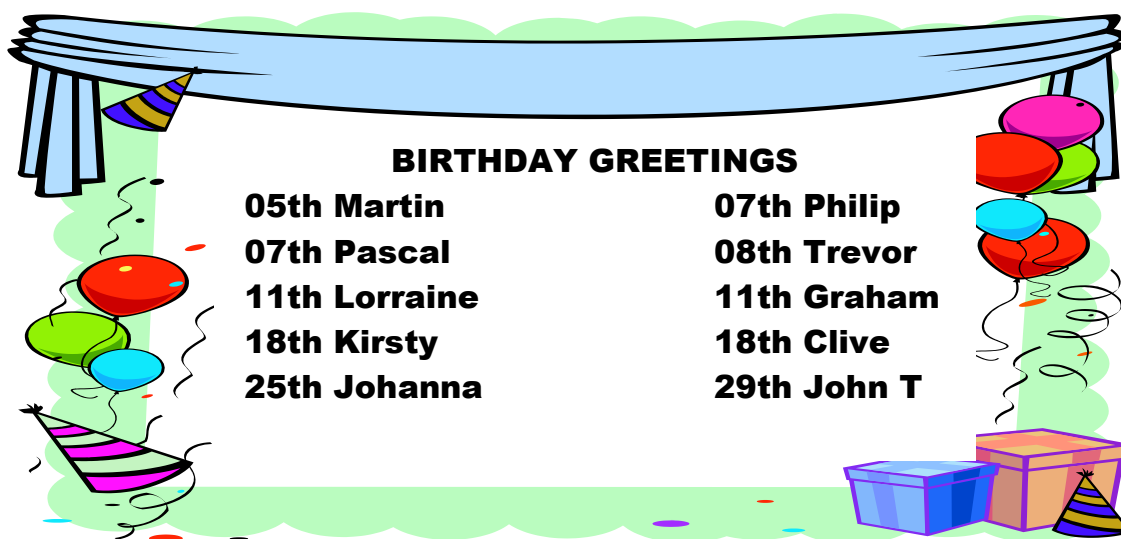 BIRTHDAY GREETINGS
05th Martin 07th Philip
07th Pascal 08th Trevor
11th Lorraine 11th Graham
18th Kirsty 18th Clive
25th Johanna 29th John T